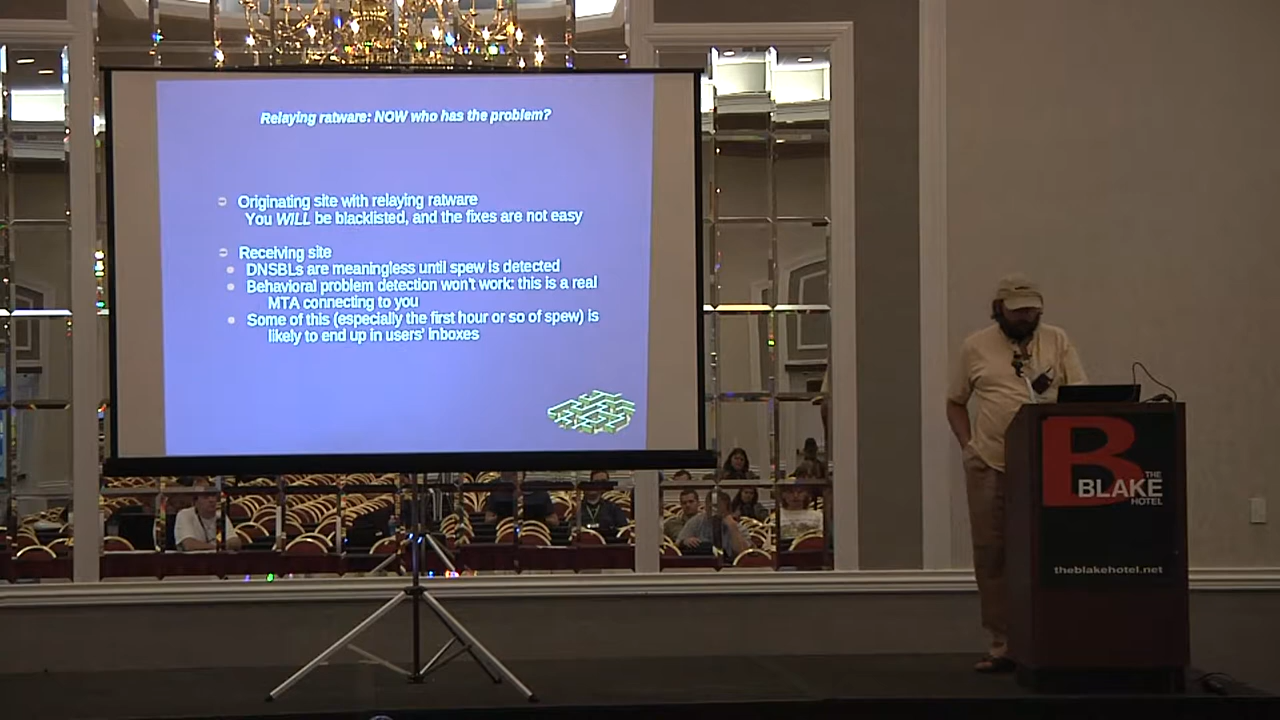 Relaying ratware: NOW who has the problem?
Originating site with relaying ratware
You WILL be blacklisted, and the fixes are not easy
Receiving site
DNSBLs are meaningless until spew is detected
Behavioral problem detection won't work: this is a real
MTA connecting to you
Some of this (especially the first hour or so of spew) is
likely to end up in users' inboxes
B
THE
BLAKE
HOTEL
theblakehotel.net